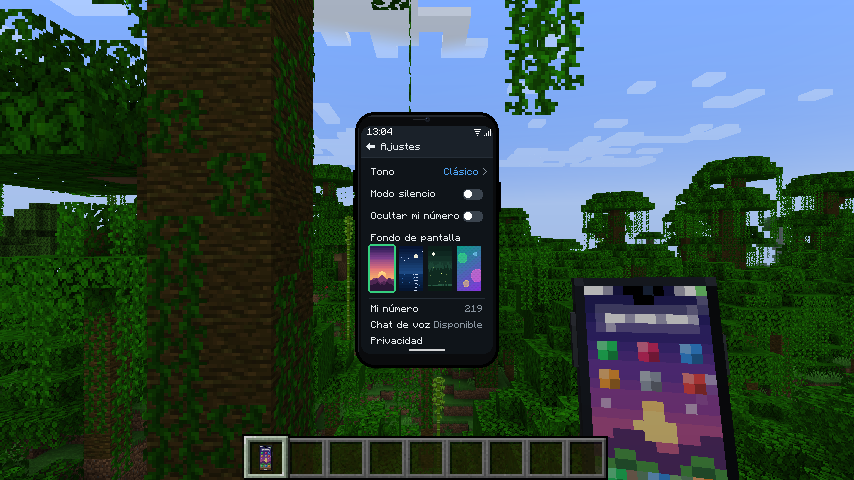 13:04
Ajustes
Tono Clásico
Modo silencio
Ocultar mi número
Fondo de pantalla
Mi número 219
Chat de voz Disponible
Privacidad